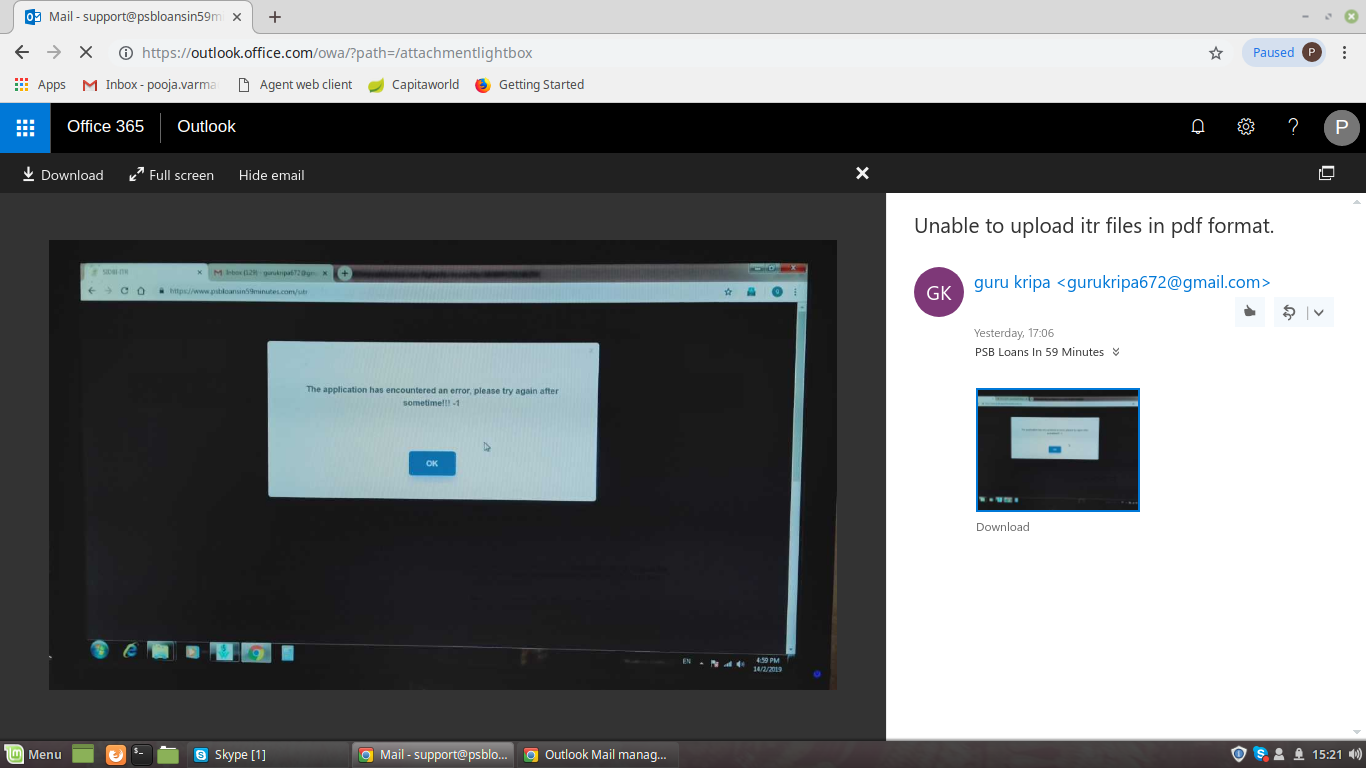 Mail - support@psbloansin59m
https://outlook.office.com/owa/?path=/attachmentlightbox
Paused
P
Apps
Inbox - pooja.varma
Agent web client
Capitaworld
Getting Started
Office 365
Outlook
?
P
Download
Full screen
Hide email
SIDBI ITR
Inbox (129) - gurukripa672@gm
https://www.psbloansin59minutes.com/sitr
The application has encountered an error, please try again after
sometime!!! -1
OK
EN
4:59 PM
14/2/2019
Unable to upload itr files in pdf format.
GK
guru kripa <gurukripa672@gmail.com>
Yesterday, 17:06
PSB Loans In 59 Minutes
Download
Menu
Skype [1]
Mail - support@psblo...
Outlook Mail manag...
15:21